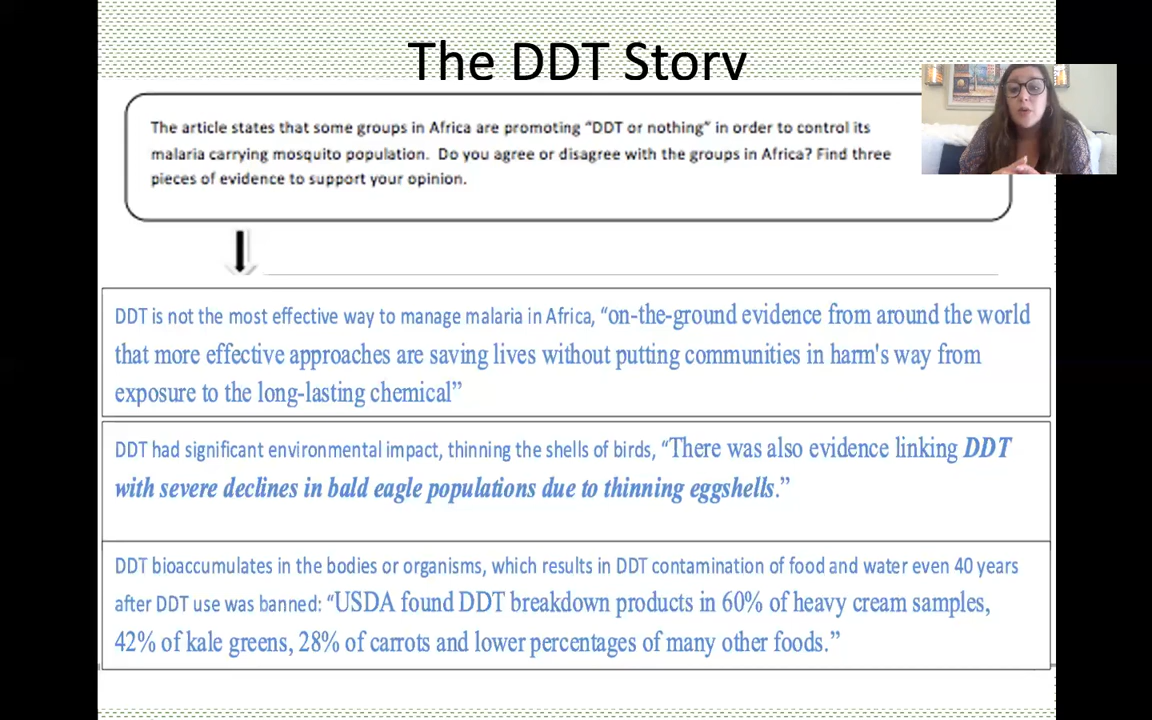 The DDT Story
The article states that some groups in Africa are promoting “DDT or nothing” in order to control its
malaria carrying mosquito population.  Do you agree or disagree with the groups in Africa? Find three
pieces of evidence to support your opinion.
DDT is not the most effective way to manage malaria in Africa, “on-the-ground evidence from around the world
that more effective approaches are saving lives without putting communities in harm's way from
exposure to the long-lasting chemical”
DDT had significant environmental impact, thinning the shells of birds, “There was also evidence linking DDT
with severe declines in bald eagle populations due to thinning eggshells.”
DDT bioaccumulates in the bodies or organisms, which results in DDT contamination of food and water even 40 years
after DDT use was banned: “USDA found DDT breakdown products in 60% of heavy cream samples,
42% of kale greens, 28% of carrots and lower percentages of many other foods.”